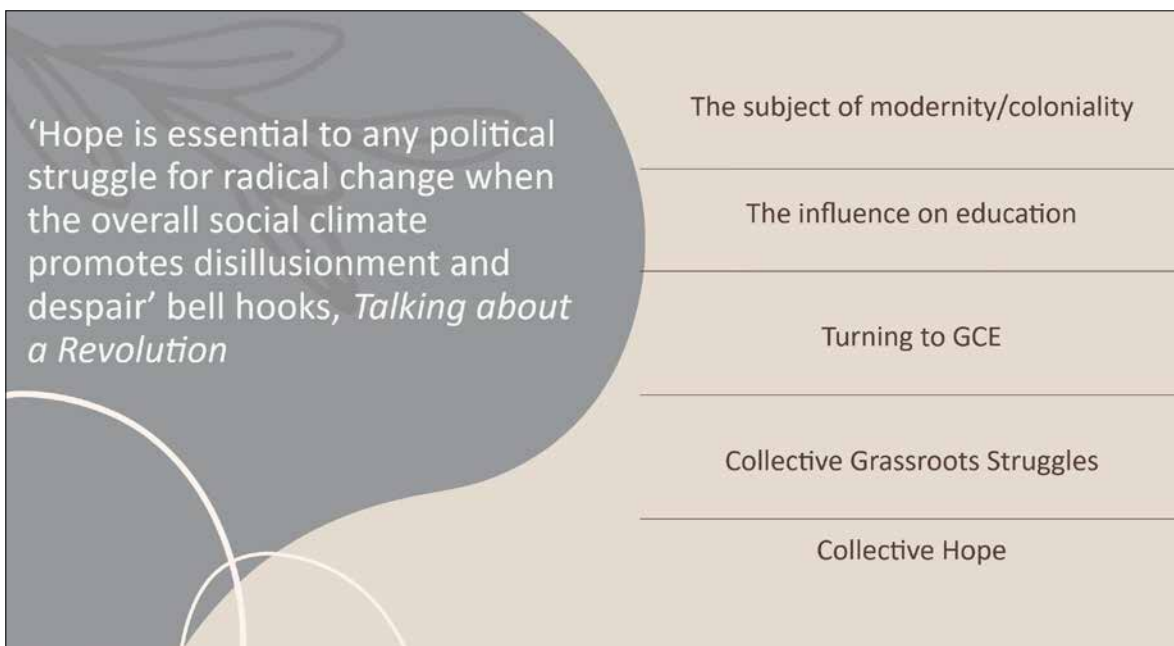 ‘Hope is essential to any political
struggle for radical change when
the overall social climate
promotes disillusionment and
despair’ bell hooks, Talking about
a Revolution
The subject of modernity/coloniality
The influence on education
Turning to GCE
Collective Grassroots Struggles
Collective Hope